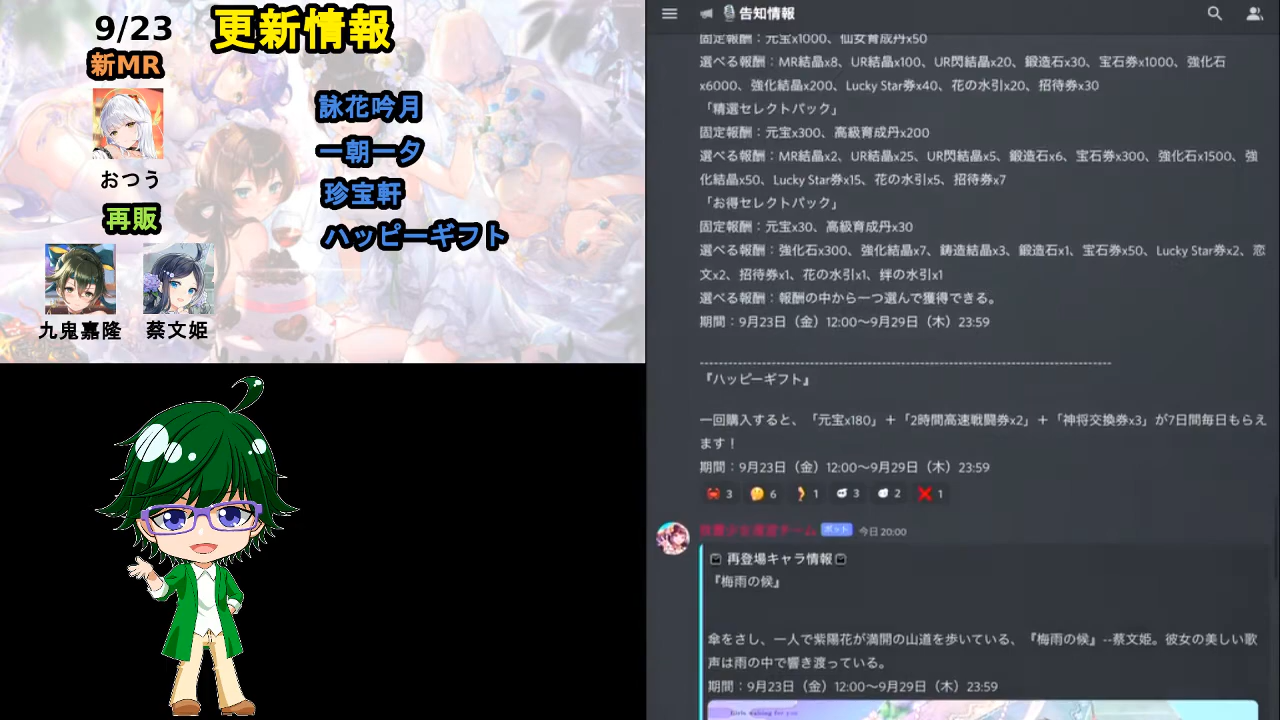 9/23
更新情報
新MR
おつう
再販
九鬼嘉隆
蔡文姫
詠花吟月
一朝一夕
珍宝軒
ハッピーギフト
告知情報
固定報酬：元宝x1000、仙女育成丹x50
選べる報酬：MR結晶x8、UR結晶x100、UR閃結晶x20、鍛造石x30、宝石券x1000、強化石
x6000、強化結晶x200、Lucky Star券x40、花の水引x20、招待券x30
「精選セレクトパック」
固定報酬：元宝x300、高級育成丹x200
選べる報酬：MR結晶x2、UR結晶x25、UR閃結晶x5、鍛造石x6、宝石券x300、強化石x1500、強
化結晶x50、Lucky Star券x15、花の水引x5、招待券x7
「お得セレクトパック」
固定報酬：元宝x30、高級育成丹x30
選べる報酬：強化石x300、強化結晶x7、鋳造結晶x3、鍛造石x1、宝石券x50、Lucky Star券x2、恋
文x2、招待券x1、花の水引x1、絆の水引x1
選べる報酬：報酬の中から一つ選んで獲得できる。
期間：9月23日（金）12:00～9月29日（木）23:59
--------------------------------------------------------------------------------------
『ハッピーギフト』
一回購入すると、「元宝x180」＋「2時間高速戦闘券x2」＋「神将交換券x3」が7日間毎日もらえ
ます！
期間：9月23日（金）12:00～9月29日（木）23:59
3 6 1 3 2 1
ボット 今日 20:00
再登場キャラ情報
『梅雨の候』
傘をさし、一人で紫陽花が満開の山道を歩いている、『梅雨の候』--蔡文姫。彼女の美しい歌
声は雨の中で響き渡っている。
期間：9月23日（金）12:00～9月29日（木）23:59
Girls waiting for you